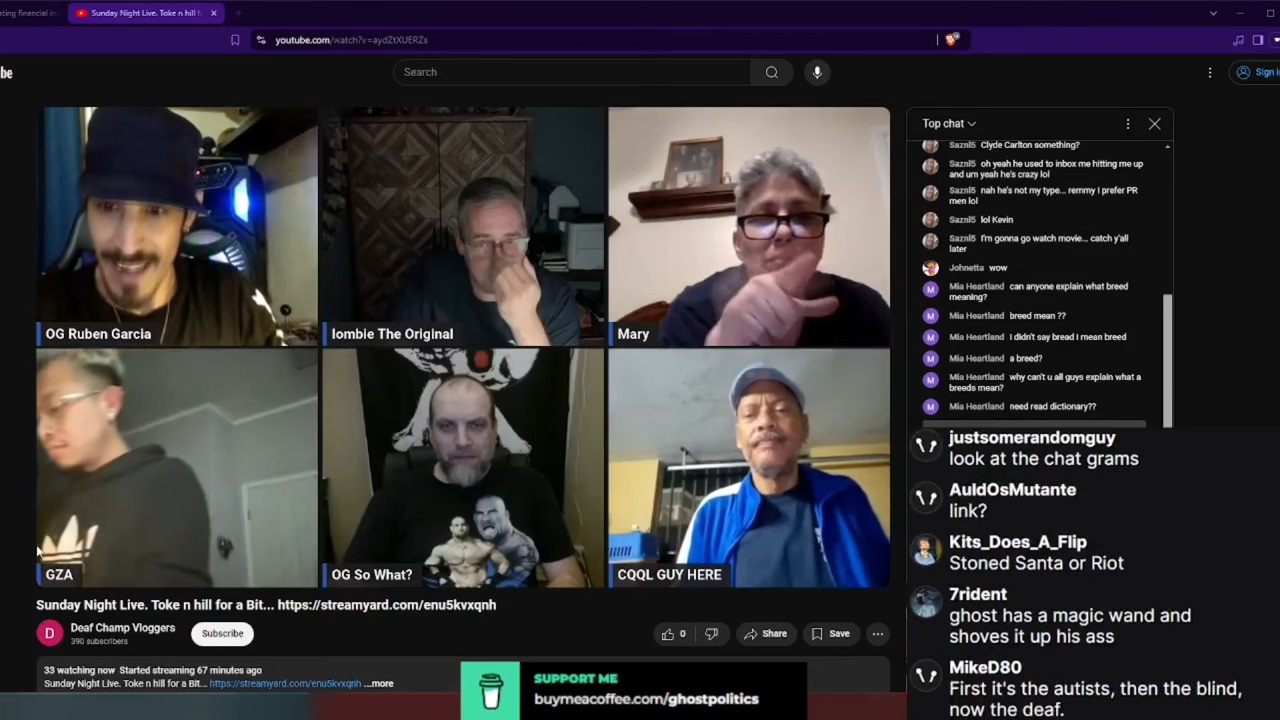 Sunday Night Live. Toke n hill f
youtube.com/watch?v=aydZtXUERZs
Search
Sign i
OG Ruben Garcia
Iombie The Original
Mary
GZA
OG So What?
CQQL GUY HERE
Sunday Night Live. Toke n hill for a Bit... https://streamyard.com/enu5kvxqnh
Deaf Champ Vloggers
390 subscribers
Subscribe
0
Share
Save
33 watching now Started streaming 67 minutes ago
Sunday Night Live. Toke n hill for a Bit... https://streamyard.com/enu5kvxqnh ...more
SUPPORT ME
buymeacoffee.com/ghostpolitics
Top chat
Saznl5 Clyde Carlton something?
Saznl5 oh yeah he used to inbox me hitting me up
and um yeah he's crazy lol
Saznl5 nah he's not my type... remmy I prefer PR
men lol
Saznl5 lol Kevin
Saznl5 I'm gonna go watch movie... catch y'all
later
Johnetta wow
Mia Heartland can anyone explain what breed
meaning?
Mia Heartland breed mean ??
Mia Heartland I didn't say bread I mean breed
Mia Heartland a breed?
Mia Heartland why can't u all guys explain what a
breeds mean?
Mia Heartland need read dictionary??
justsomerandomguy
look at the chat grams
AuldOsMutante
link?
Kits_Does_A_Flip
Stoned Santa or Riot
7rident
ghost has a magic wand and
shoves it up his ass
MikeD80
First it's the autists, then the blind,
now the deaf.